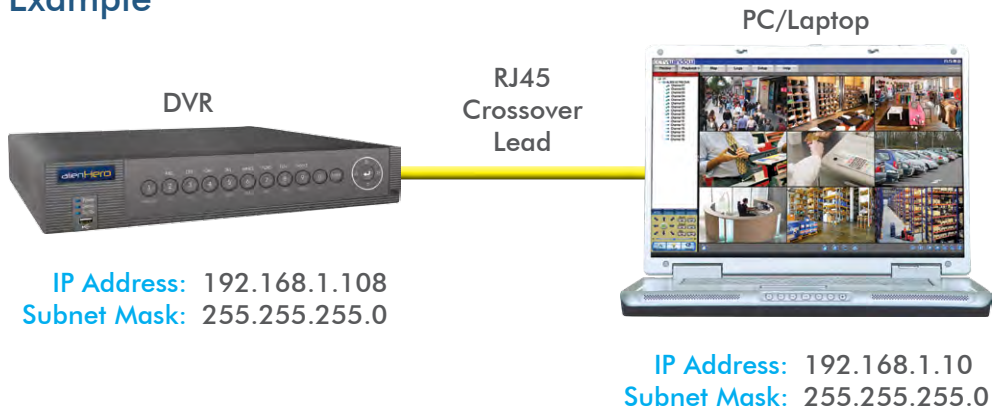 Example
PC/Laptop
RJ45
Crossover
Lead
DVR
alienHero
IP Address: 192.168.1.108
Subnet Mask: 255.255.255.0
IP Address: 192.168.1.10
Subnet Mask: 255.255.255.0